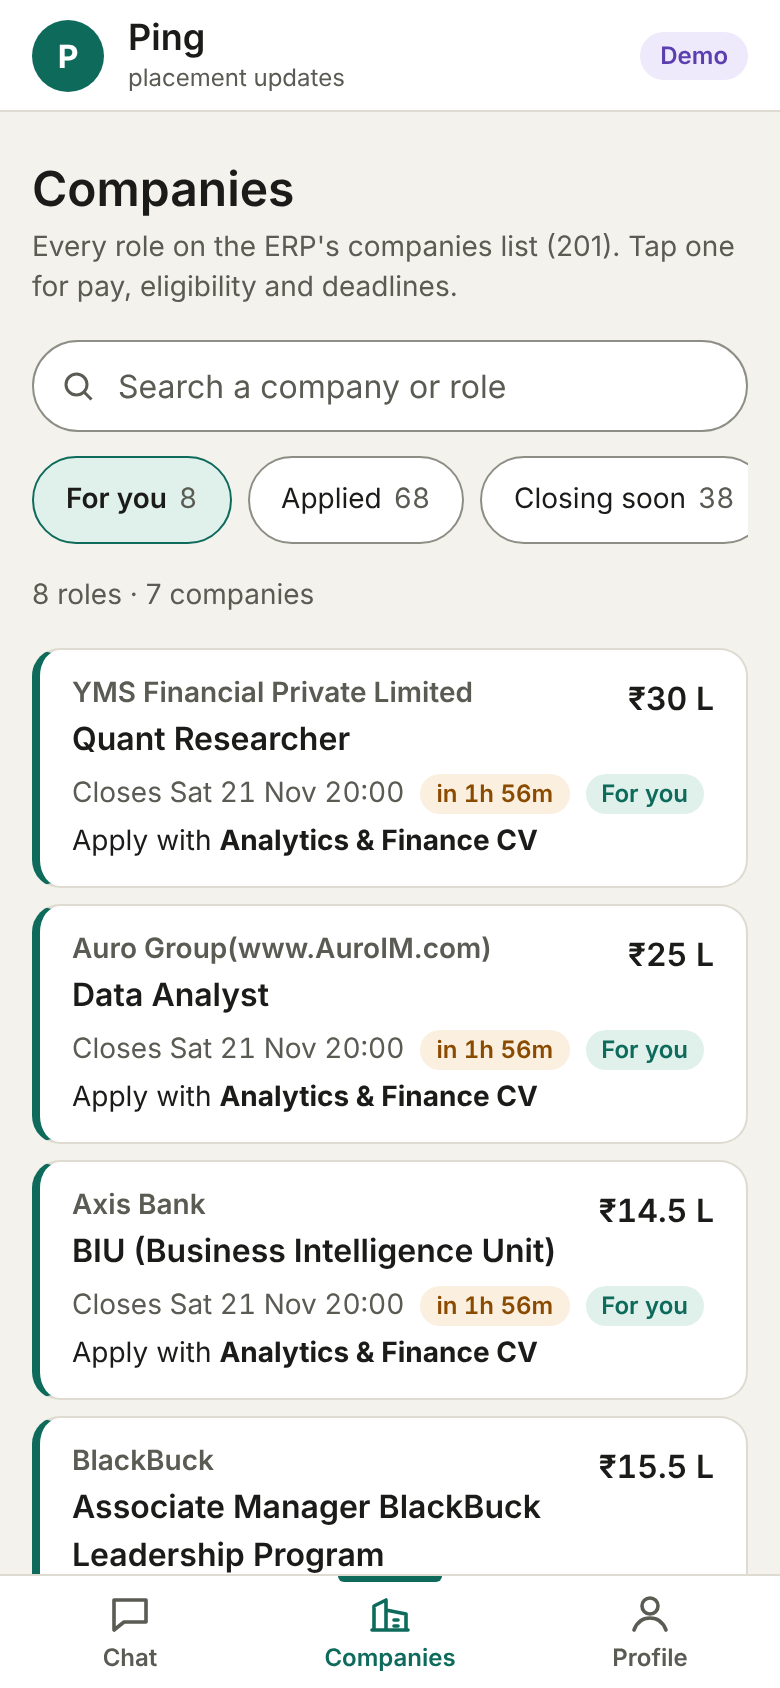 P
Ping
placement updates
Demo
Companies
Every role on the ERP's companies list (201). Tap one
for pay, eligibility and deadlines.
Search a company or role
For you 8
Applied 68
Closing soon 38
8 roles · 7 companies
YMS Financial Private Limited
₹30 L
Quant Researcher
Closes Sat 21 Nov 20:00 in 1h 56m For you
Apply with Analytics & Finance CV
Auro Group(www.AuroIM.com)
₹25 L
Data Analyst
Closes Sat 21 Nov 20:00 in 1h 56m For you
Apply with Analytics & Finance CV
Axis Bank
₹14.5 L
BIU (Business Intelligence Unit)
Closes Sat 21 Nov 20:00 in 1h 56m For you
Apply with Analytics & Finance CV
BlackBuck
₹15.5 L
Associate Manager BlackBuck
Leadership Program
Chat
Companies
Profile